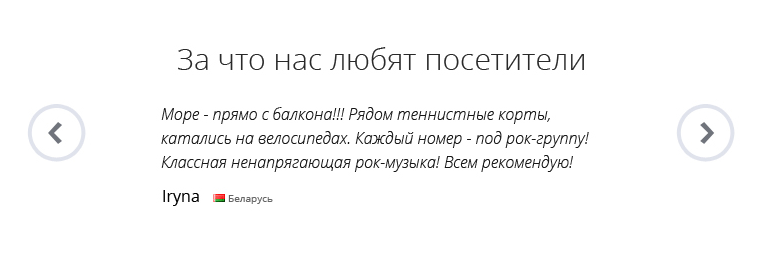 За что нас любят посетители
Море - прямо с балкона!!! Рядом теннистные корты,
катались на велосипедах. Каждый номер - под рок-группу!
Классная ненапрягающая рок-музыка! Всем рекомендую!
Iryna Беларусь